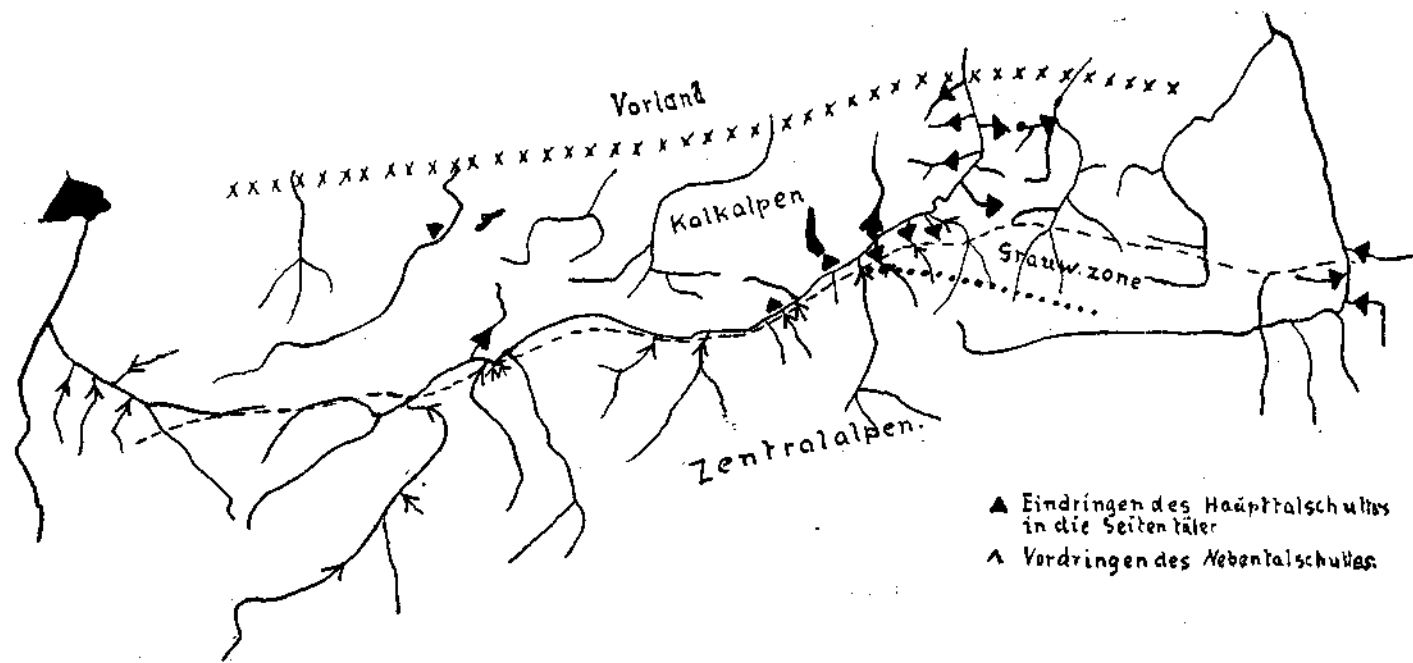 Vorland
Kalkalpen
Grauw. zone
Zentralalpen.
Eindringen des Haupttalschuttes
in die Seitentäler
Vordringen des Nebentalschuttes.